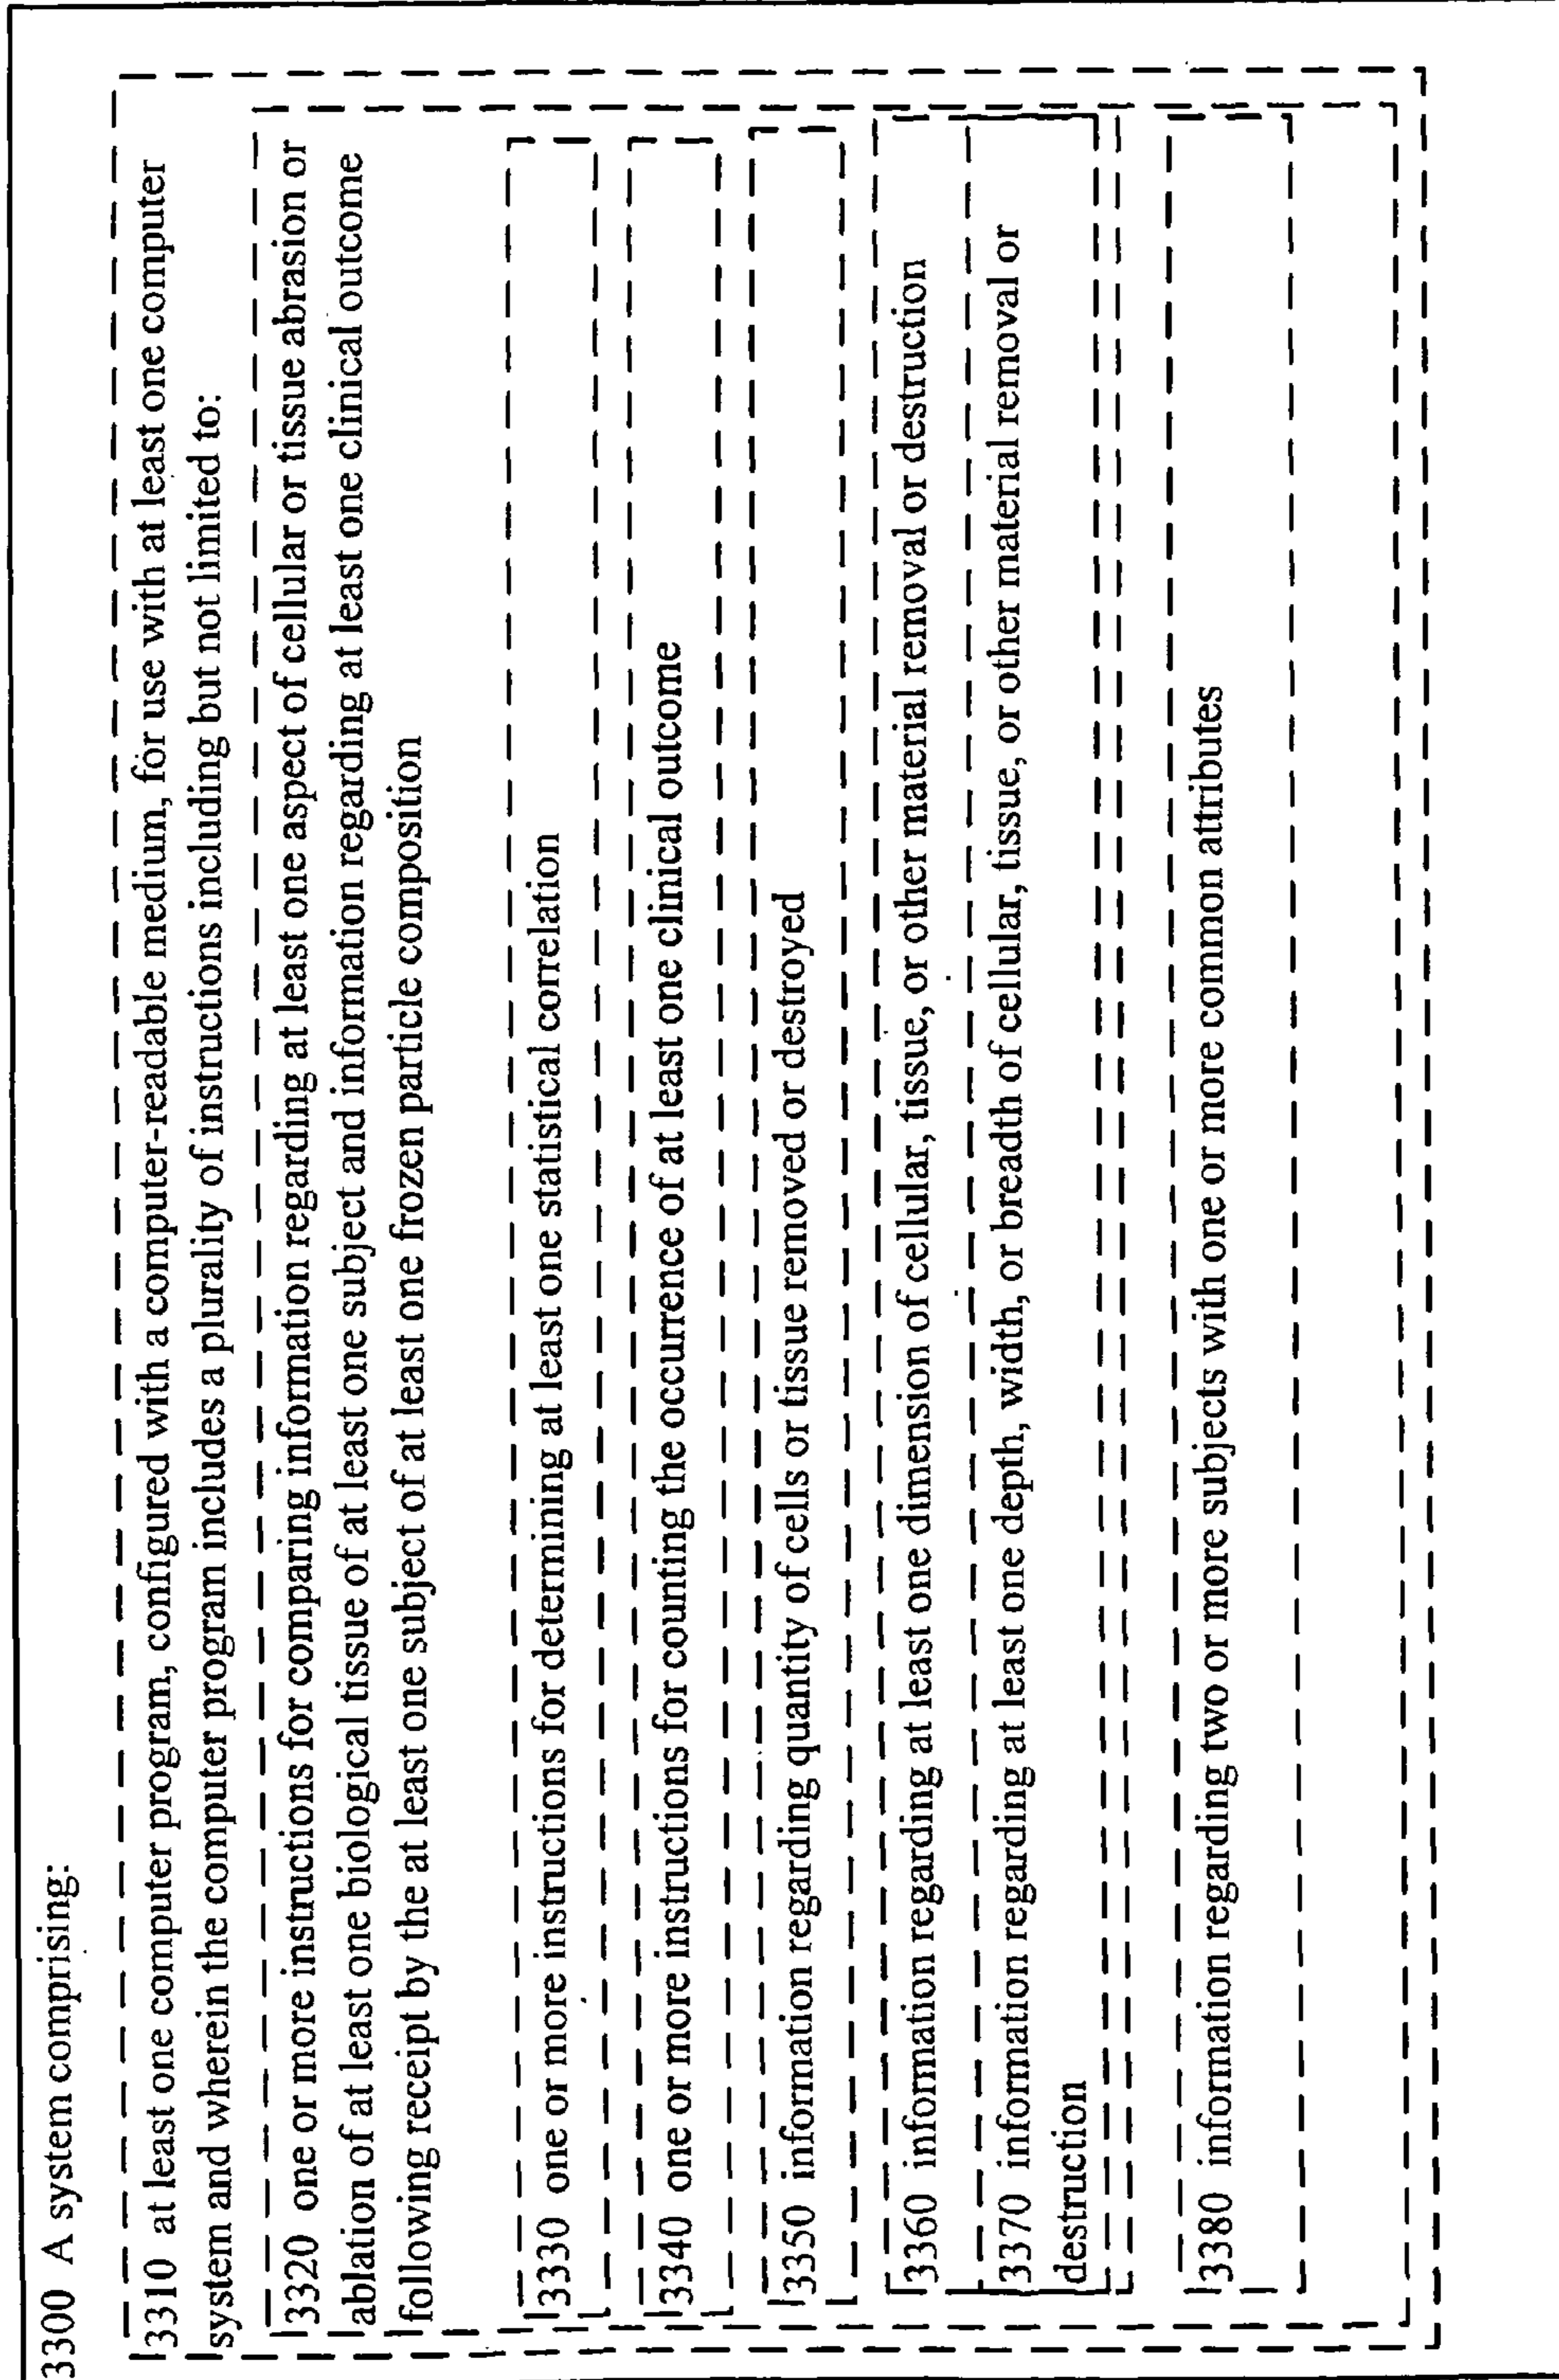 3300 A system comprising:
3310 at least one computer program, configured with a computer-readable medium, for use with at least one computer
system and wherein the computer program includes a plurality of instructions including but not limited to:
3320 one or more instructions for comparing information regarding at least one aspect of cellular or tissue abrasion or
ablation of at least one biological tissue of at least one subject and information regarding at least one clinical outcome
following receipt by the at least one subject of at least one frozen particle composition
3330 one or more instructions for determining at least one statistical correlation
3340 one or more instructions for counting the occurrence of at least one clinical outcome
3350 information regarding quantity of cells or tissue removed or destroyed
3360 information regarding at least one dimension of cellular, tissue, or other material removal or destruction
3370 information regarding at least one depth, width, or breadth of cellular, tissue, or other material removal or
destruction
3380 information regarding two or more subjects with one or more common attributes